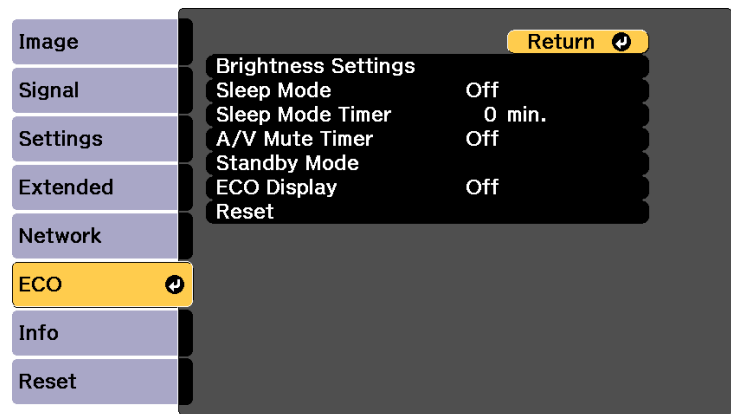 Image
Signal
Settings
Extended
Network
ECO
Info
Reset
Return
Brightness Settings
Sleep Mode Off
Sleep Mode Timer 0 min.
A/V Mute Timer Off
Standby Mode
ECO Display Off
Reset